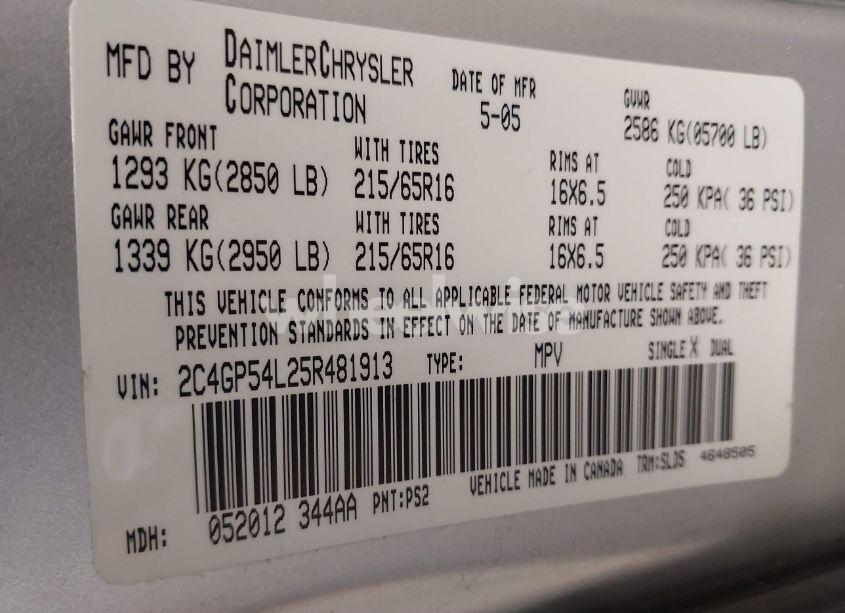 MFD BY DAIMLERCHRYSLER CORPORATION
DATE OF MFR 5-05
GVWR 2586 KG(05700 LB)
GAWR FRONT WITH TIRES RIMS AT COLD
1293 KG(2850 LB) 215/65R16 16X6.5 250 KPA( 36 PSI)
GAWR REAR WITH TIRES RIMS AT COLD
1339 KG(2950 LB) 215/65R16 16X6.5 250 KPA( 36 PSI)
THIS VEHICLE CONFORMS TO ALL APPLICABLE FEDERAL MOTOR VEHICLE SAFETY AND THEFT
PREVENTION STANDARDS IN EFFECT ON THE DATE OF MANUFACTURE SHOWN ABOVE.
VIN: 2C4GP54L25R481913 TYPE: MPV SINGLE X DUAL
MDH: 052012 344AA PNT:PS2 VEHICLE MADE IN CANADA TRM:SLD5 4648505